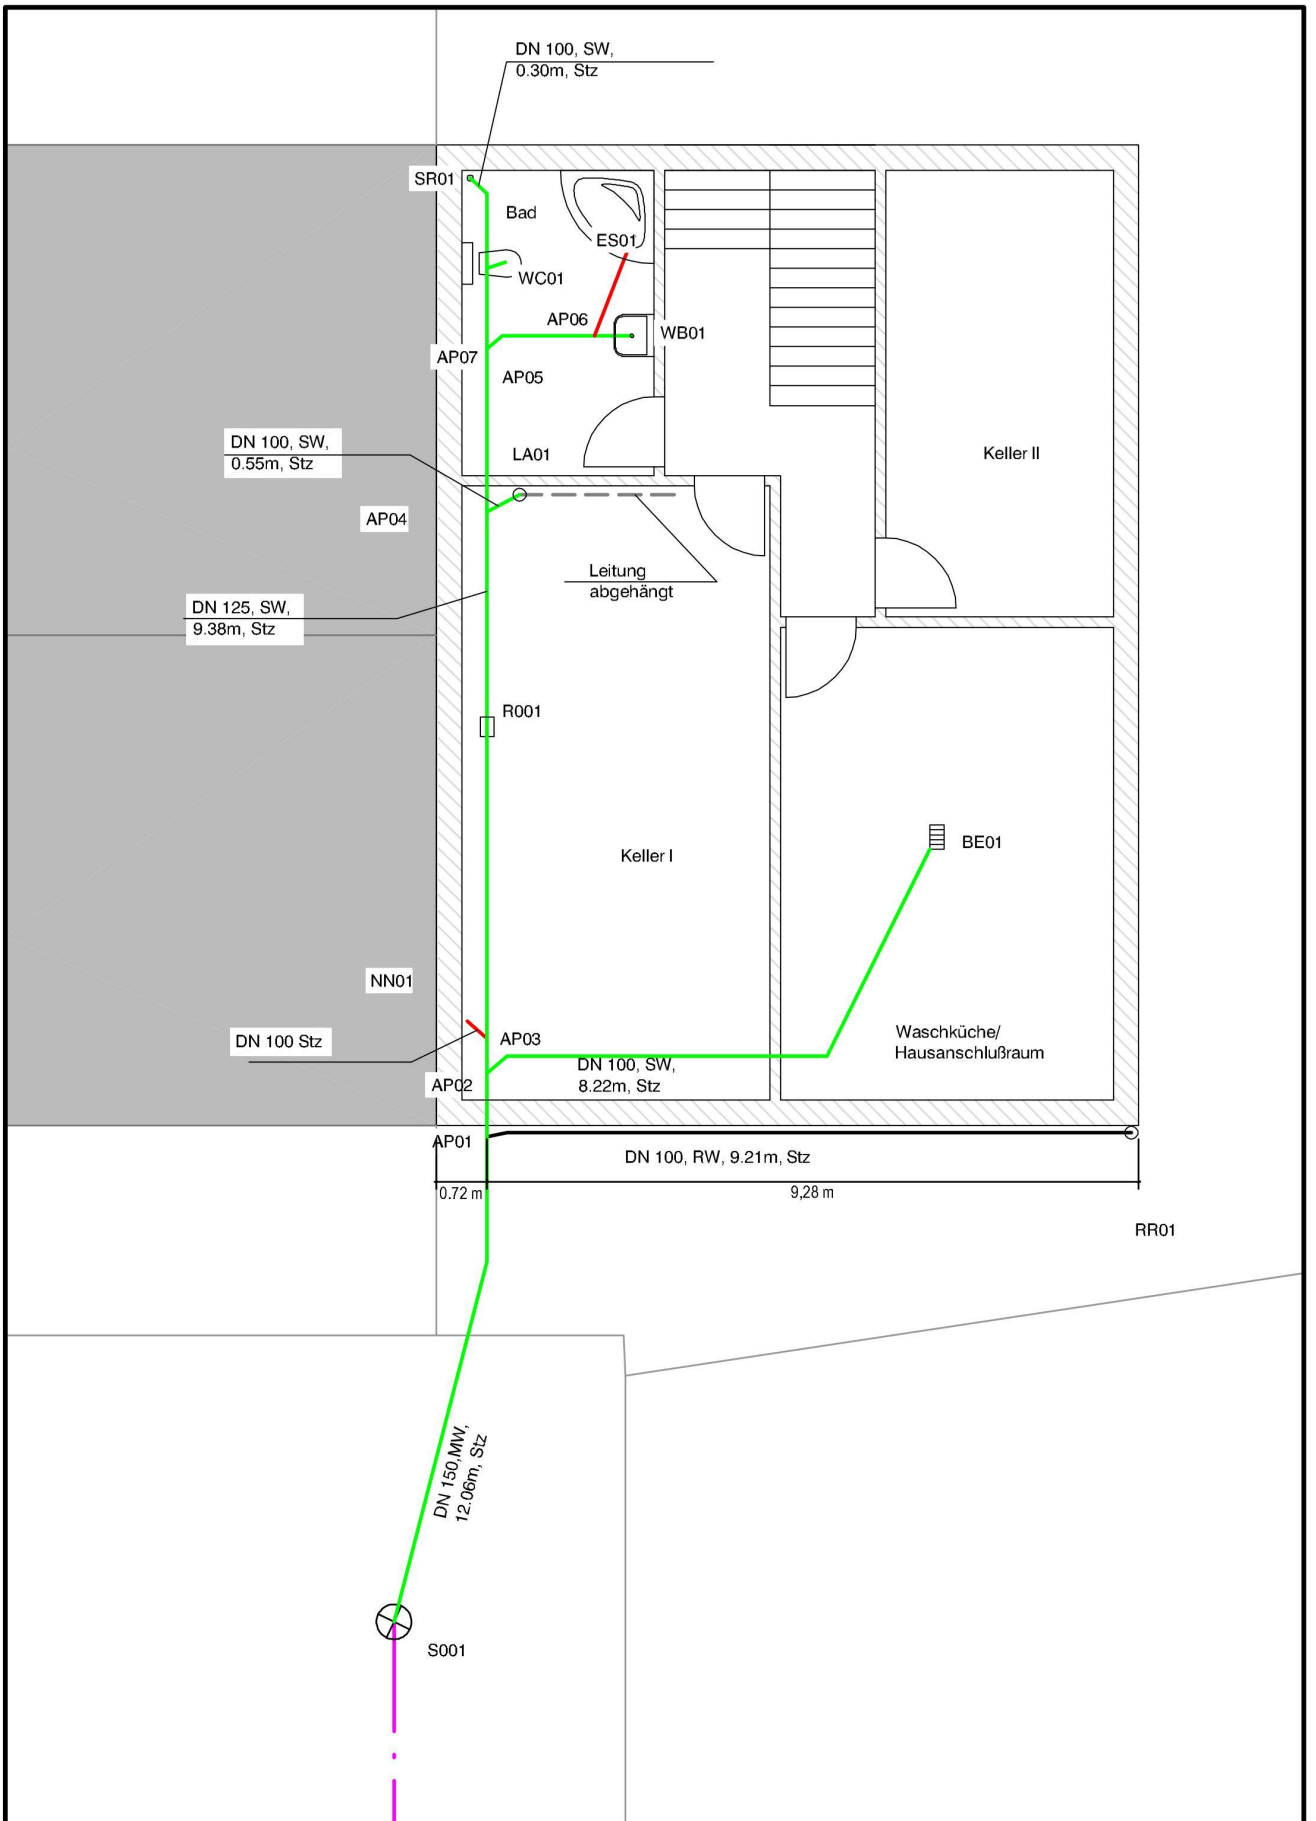 DN 100, SW,
0.30m, Stz
SR01
Bad
ES01
WC01
AP06
WB01
AP07
AP05
DN 100, SW,
0.55m, Stz
LA01
Keller II
AP04
Leitung
abgehängt
DN 125, SW,
9.38m, Stz
R001
BE01
Keller I
NN01
DN 100 Stz
AP03
Waschküche/
Hausanschlußraum
DN 100, SW,
8.22m, Stz
AP02
AP01
DN 100, RW, 9.21m, Stz
0.72 m
9,28 m
RR01
DN 150,MW,
12.06m, Stz
S001